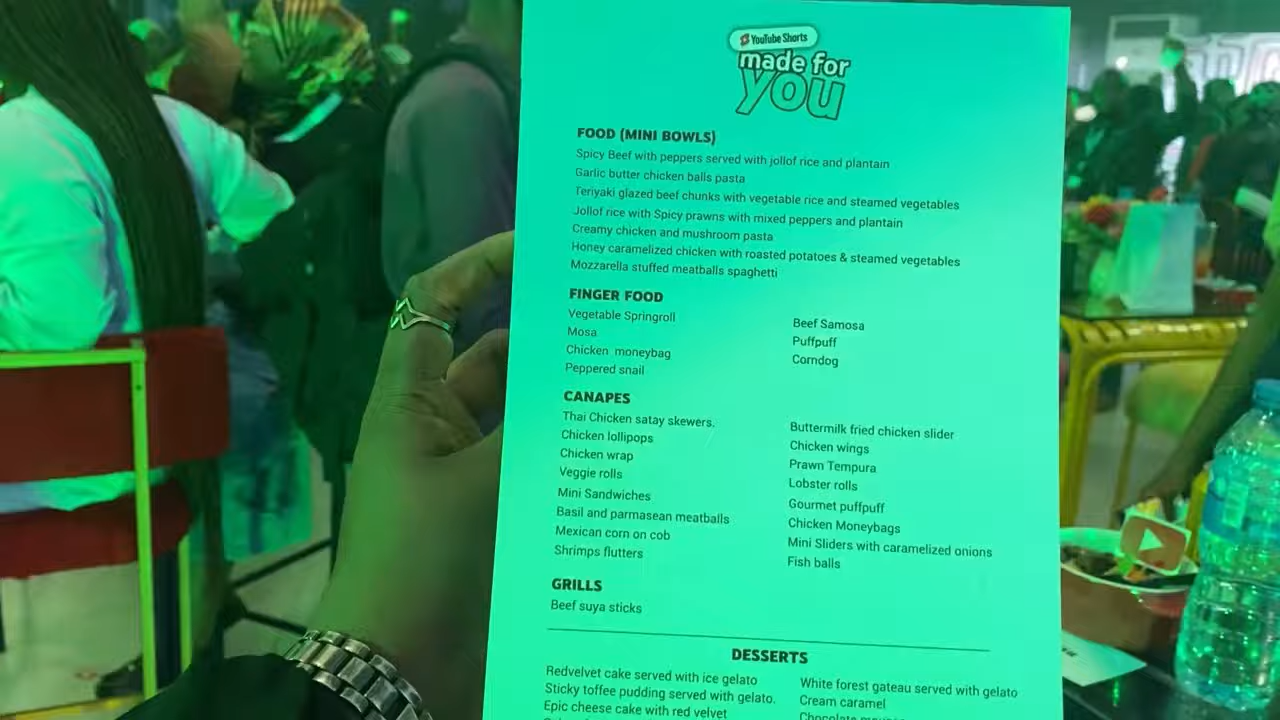 YouTube Shorts
made for
you
FOOD (MINI BOWLS)
Spicy Beef with peppers served with jollof rice and plantain
Garlic butter chicken balls pasta
Teriyaki glazed beef chunks with vegetable rice and steamed vegetables
Jollof rice with Spicy prawns with mixed peppers and plantain
Creamy chicken and mushroom pasta
Honey caramelized chicken with roasted potatoes & steamed vegetables
Mozzarella stuffed meatballs spaghetti
FINGER FOOD
Vegetable Springroll
Mosa
Chicken moneybag
Peppered snail
Beef Samosa
Puffpuff
Corndog
CANAPES
Thai Chicken satay skewers.
Chicken lollipops
Chicken wrap
Veggie rolls
Mini Sandwiches
Basil and parmasean meatballs
Mexican corn on cob
Shrimps flutters
Buttermilk fried chicken slider
Chicken wings
Prawn Tempura
Lobster rolls
Gourmet puffpuff
Chicken Moneybags
Mini Sliders with caramelized onions
Fish balls
GRILLS
Beef suya sticks
DESSERTS
Redvelvet cake served with ice gelato
Sticky toffee pudding served with gelato.
Epic cheese cake with red velvet
White forest gateau served with gelato
Cream caramel
Chocolate